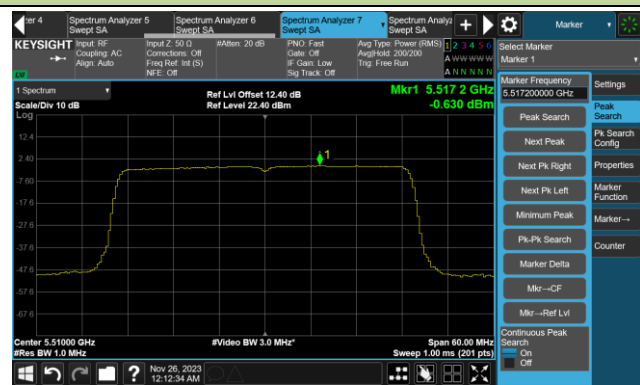 ter 4
Spectrum Analyzer 5
Swept SA
Spectrum Analyzer 6
Swept SA
Spectrum Analyzer 7
Swept SA
Spectrum Analy
Swept SA
Marker
KEYSIGHT
Input: RF
Coupling: AC
Align: Auto
Input Z: 50 Ω
Corrections: Off
Freq Ref: Int (S)
NFE: Off
#Atten: 20 dB
PNO: Fast
Gate: Off
IF Gain: Low
Sig Track: Off
Avg Type: Power (RMS)
Avg|Hold: 200/200
Trig: Free Run
1 2 3 4 5 6
A W W W W W
A N N N N N
LXI
Select Marker
Marker 1
1 Spectrum
Scale/Div 10 dB
Log
Ref Lvl Offset 12.40 dB
Ref Level 22.40 dBm
Mkr1 5.517 2 GHz
-0.630 dBm
1
12.4
2.40
-7.60
-17.6
-27.6
-37.6
-47.6
-57.6
-67.6
Center 5.51000 GHz
#Res BW 1.0 MHz
#Video BW 3.0 MHz*
Span 60.00 MHz
Sweep 1.00 ms (201 pts)
Marker Frequency
5.517200000 GHz
Peak Search
Next Peak
Next Pk Right
Next Pk Left
Minimum Peak
Pk-Pk Search
Marker Delta
Mkr→CF
Mkr→Ref Lvl
Continuous Peak
Search
On
Off
Settings
Peak
Search
Pk Search
Config
Properties
Marker
Function
Marker→
Counter
Nov 26, 2023
12:12:34 AM